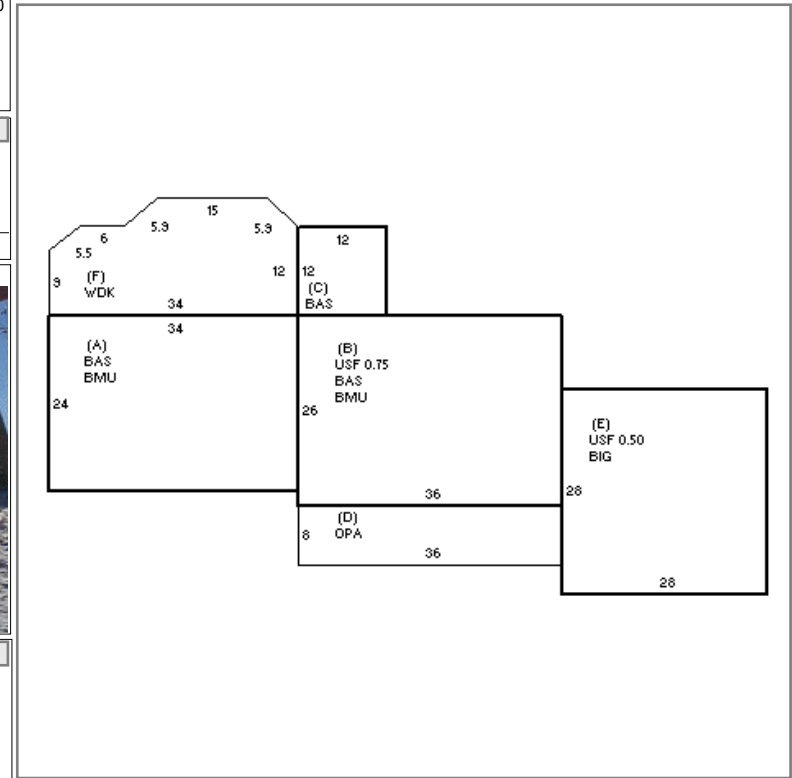 15
5.9
5.9
6
5.5
9
(F)
WDK
12
34
12
12
(C)
BAS
34
(A)
BAS
BMU
24
(B)
USF 0.75
BAS
BMU
26
36
(D)
OPA
8
36
(E)
USF 0.50
BIG
28
28